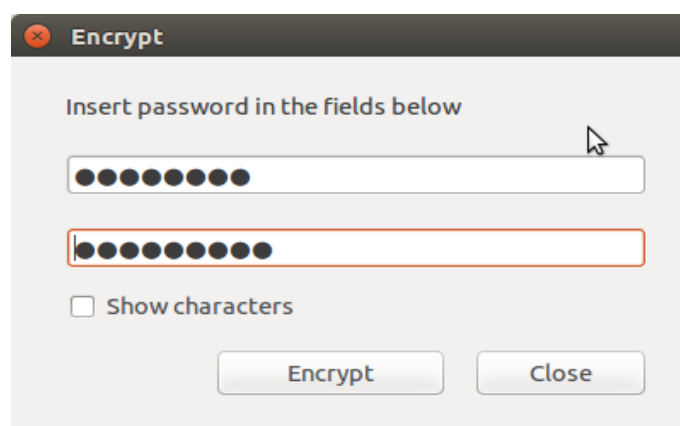 Encrypt
Insert password in the fields below
●●●●●●●●
●●●●●●●●●
Show characters
Encrypt Close